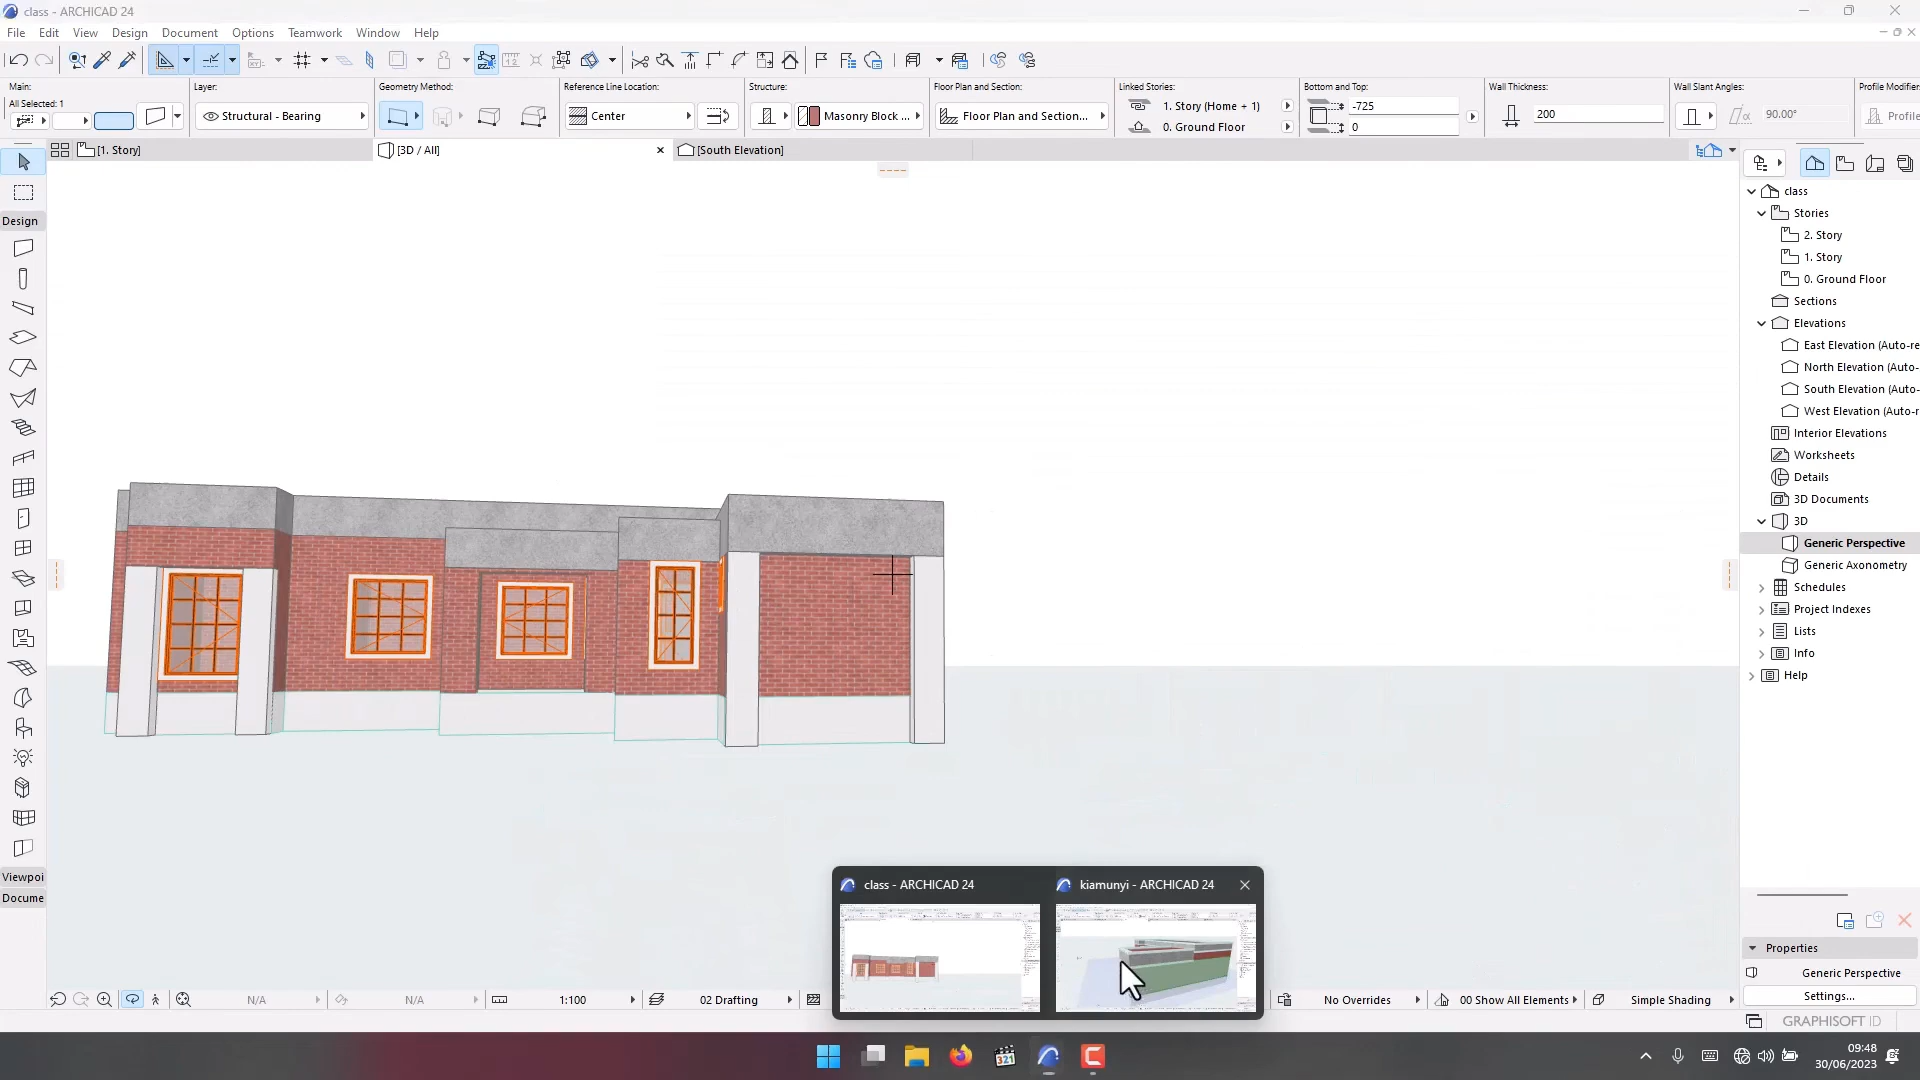 class - ARCHICAD 24
File Edit View Design Document Options Teamwork Window Help
Main: Layer: Geometry Method: Reference Line Location: Structure: Floor Plan and Section: Linked Stories: Bottom and Top: Wall Thickness: Wall Slant Angles: Profile Modifier
All Selected: 1
Structural - Bearing
Center
Masonry Block ...
Floor Plan and Section...
1. Story (Home + 1)
0. Ground Floor
-725
0
200
90.00°
Profile
[1. Story]
[3D / All]
[South Elevation]
Design
Viewpoi
Docume
class
Stories
2. Story
1. Story
0. Ground Floor
Sections
Elevations
East Elevation (Auto-re
North Elevation (Auto-
South Elevation (Auto-
West Elevation (Auto-r
Interior Elevations
Worksheets
Details
3D Documents
3D
Generic Perspective
Generic Axonometry
Schedules
Project Indexes
Lists
Info
Help
Properties
Generic Perspective
Settings...
class - ARCHICAD 24
kiamunyi - ARCHICAD 24
N/A
N/A
1:100
02 Drafting
No Overrides
00 Show All Elements
Simple Shading
GRAPHISOFT ID
321
09:48
30/06/2023